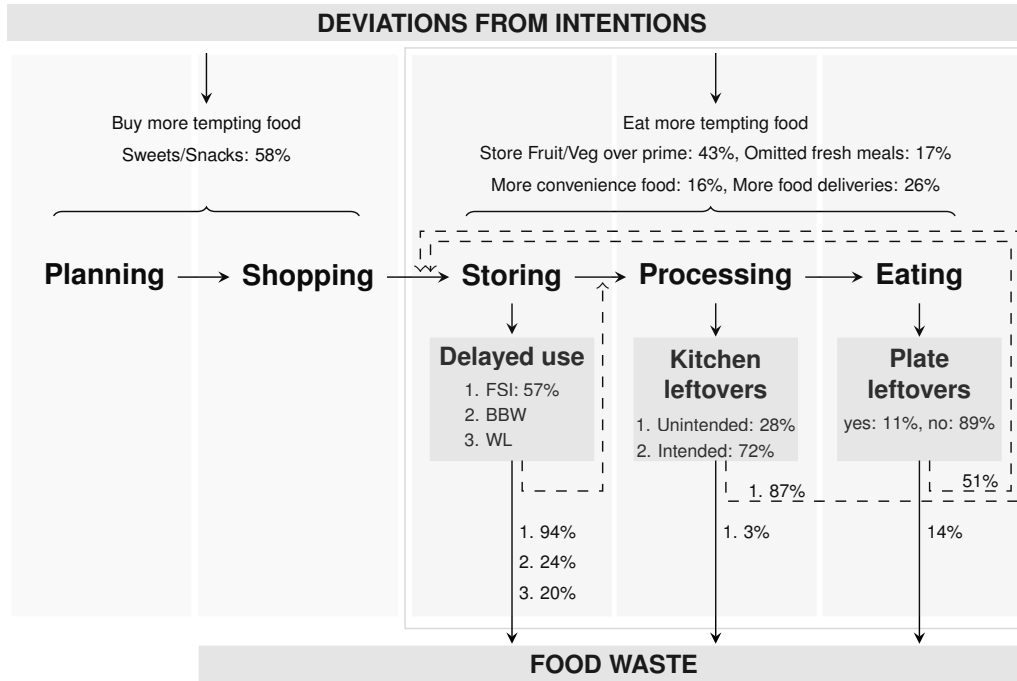 DEVIATIONS FROM INTENTIONS
Buy more tempting food
Sweets/Snacks: 58%
Eat more tempting food
Store Fruit/Veg over prime: 43%, Omitted fresh meals: 17%
More convenience food: 16%, More food deliveries: 26%
Planning
Shopping
Storing
Processing
Eating
Delayed use
1. FSI: 57%
2. BBW
3. WL
Kitchen
leftovers
1. Unintended: 28%
2. Intended: 72%
Plate
leftovers
yes: 11%, no: 89%
1. 87%
51%
1. 94%
2. 24%
3. 20%
1. 3%
14%
FOOD WASTE